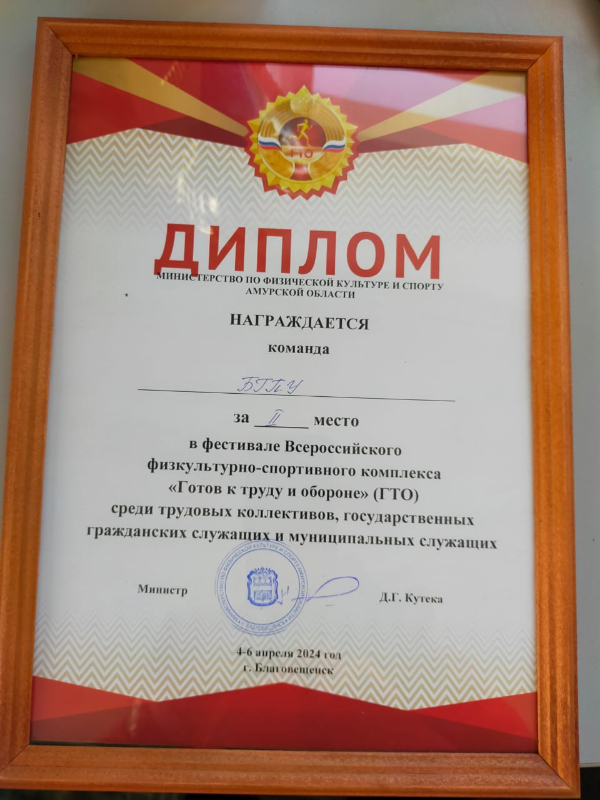 ГТО
ДИПЛОМ
МИНИСТЕРСТВО ПО ФИЗИЧЕСКОЙ КУЛЬТУРЕ И СПОРТУ
АМУРСКОЙ ОБЛАСТИ
НАГРАЖДАЕТСЯ
команда
БГПУ
за II место
в фестивале Всероссийского
физкультурно-спортивного комплекса
«Готов к труду и обороне» (ГТО)
среди трудовых коллективов, государственных
гражданских служащих и муниципальных служащих
Министр Д.Г. Кутека
4-6 апреля 2024 год
г. Благовещенск